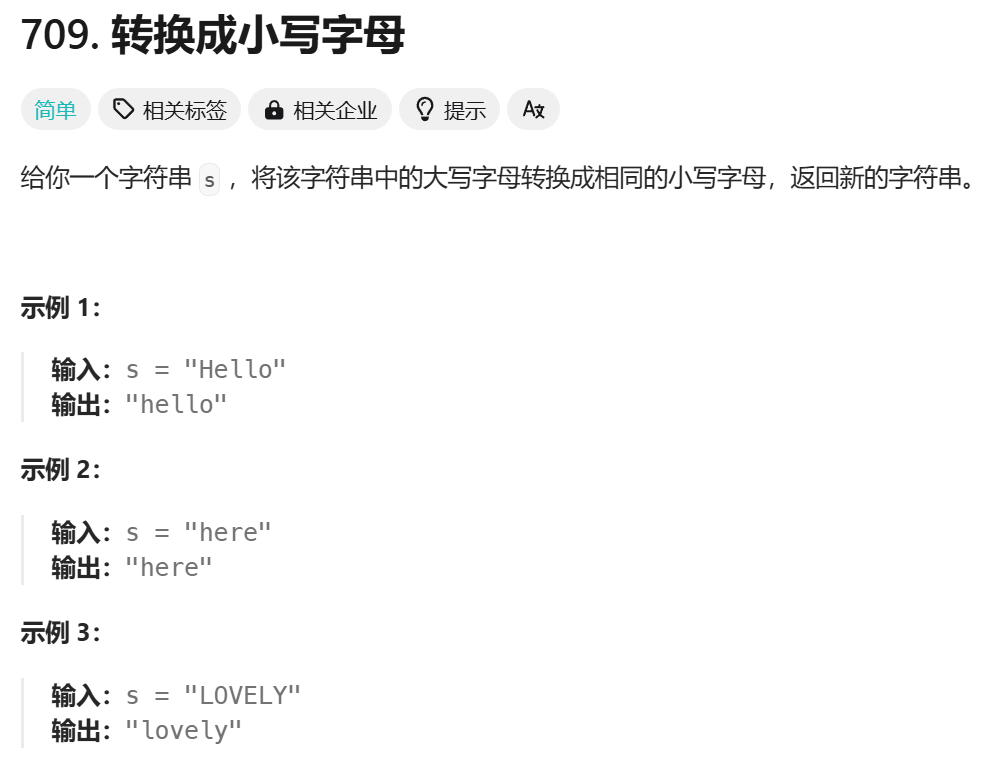 709. 转换成小写字母
简单 相关标签 相关企业 提示 A文
给你一个字符串 s ，将该字符串中的大写字母转换成相同的小写字母，返回新的字符串。
示例 1：
输入：s = "Hello"
输出："hello"
示例 2：
输入：s = "here"
输出："here"
示例 3：
输入：s = "LOVELY"
输出："lovely"